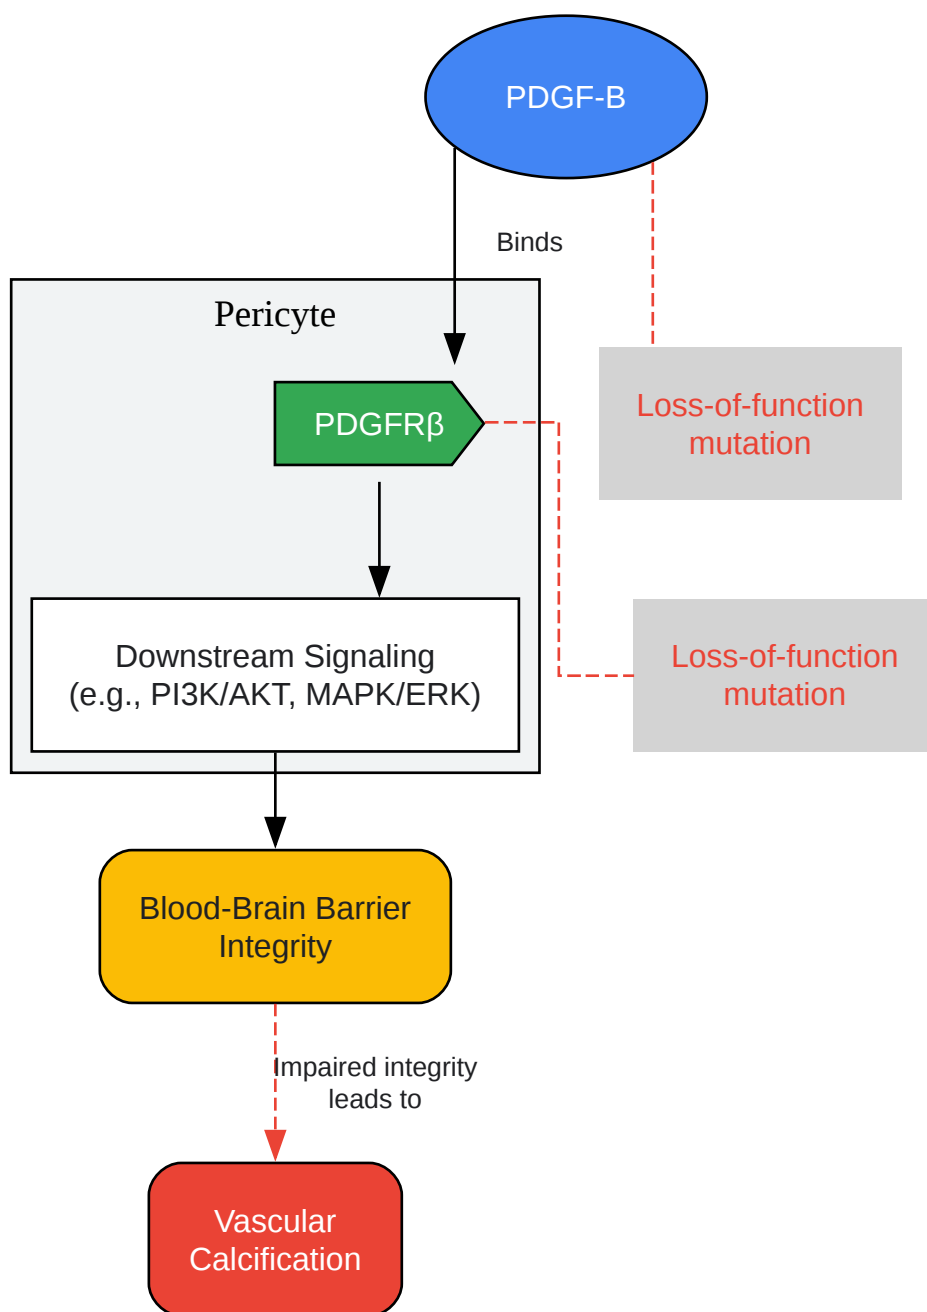 PDGF-B
Binds
Pericyte
PDGFRβ
Loss-of-function
mutation
Downstream Signaling
(e.g., PI3K/AKT, MAPK/ERK)
Loss-of-function
mutation
Blood-Brain Barrier
Integrity
Impaired integrity
leads to
Vascular
Calcification